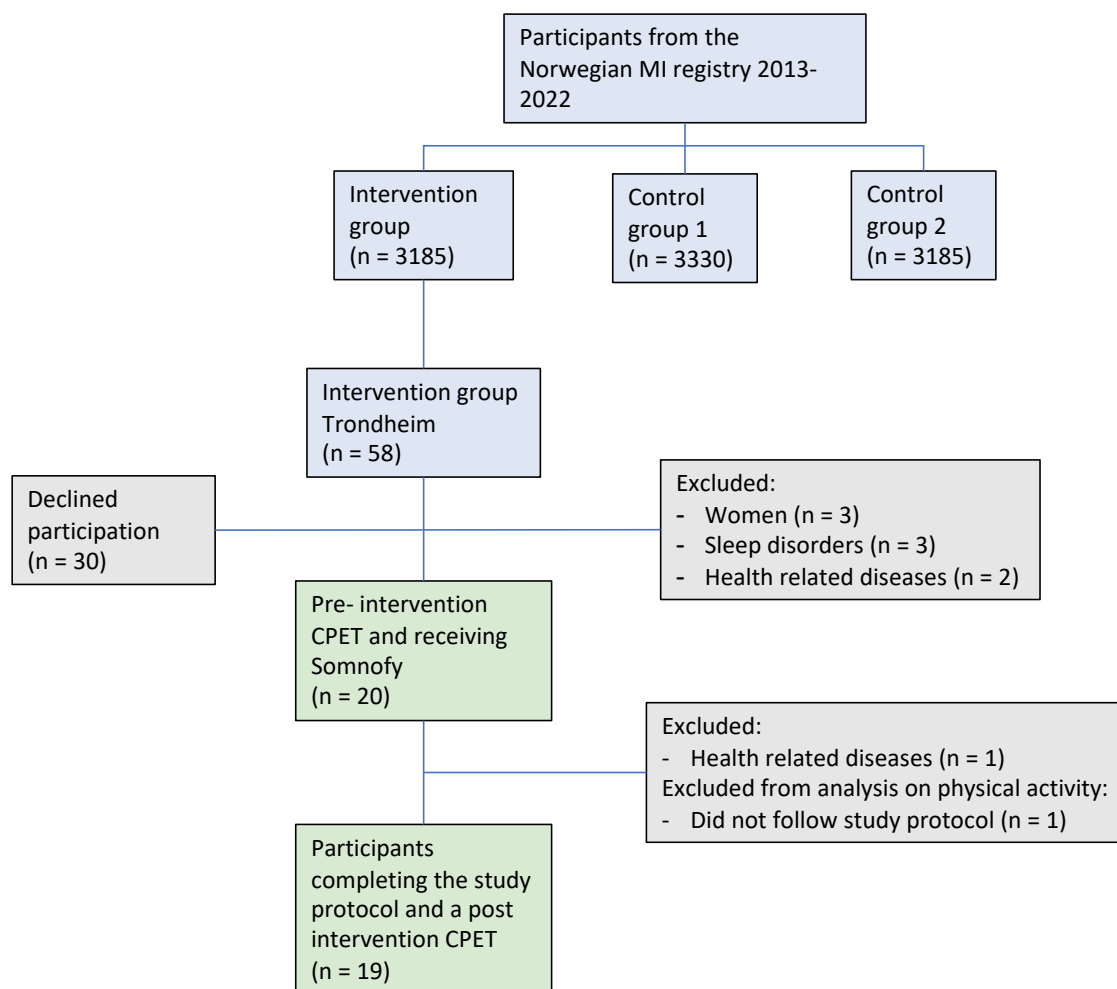 Participants from the
Norwegian MI registry 2013-
2022
Intervention
group
(n = 3185)
Control
group 1
(n = 3330)
Control
group 2
(n = 3185)
Intervention group
Trondheim
(n = 58)
Declined
participation
(n = 30)
Excluded:
- Women (n = 3)
- Sleep disorders (n = 3)
- Health related diseases (n = 2)
Pre- intervention
CPET and receiving
Somnofy
(n = 20)
Excluded:
- Health related diseases (n = 1)
Excluded from analysis on physical activity:
- Did not follow study protocol (n = 1)
Participants
completing the study
protocol and a post
intervention CPET
(n = 19)